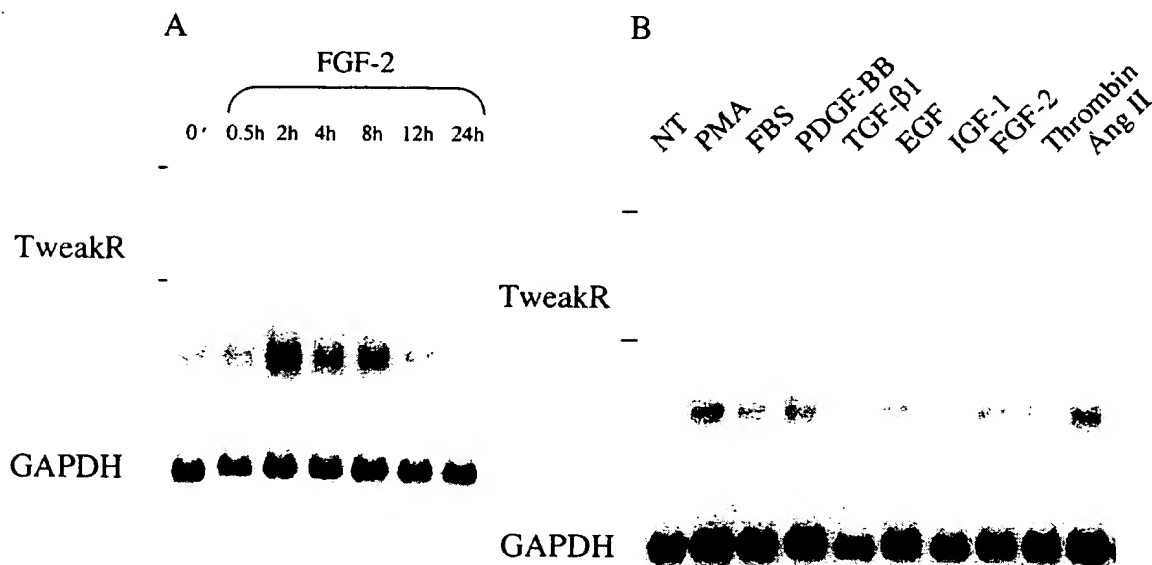 A
FGF-2
0' 0.5h 2h 4h 8h 12h 24h
TweakR
GAPDH
B
NT PMA FBS PDGF-BB TGF-β1 EGF IGF-1 FGF-2 Thrombin Ang II
TweakR
GAPDH